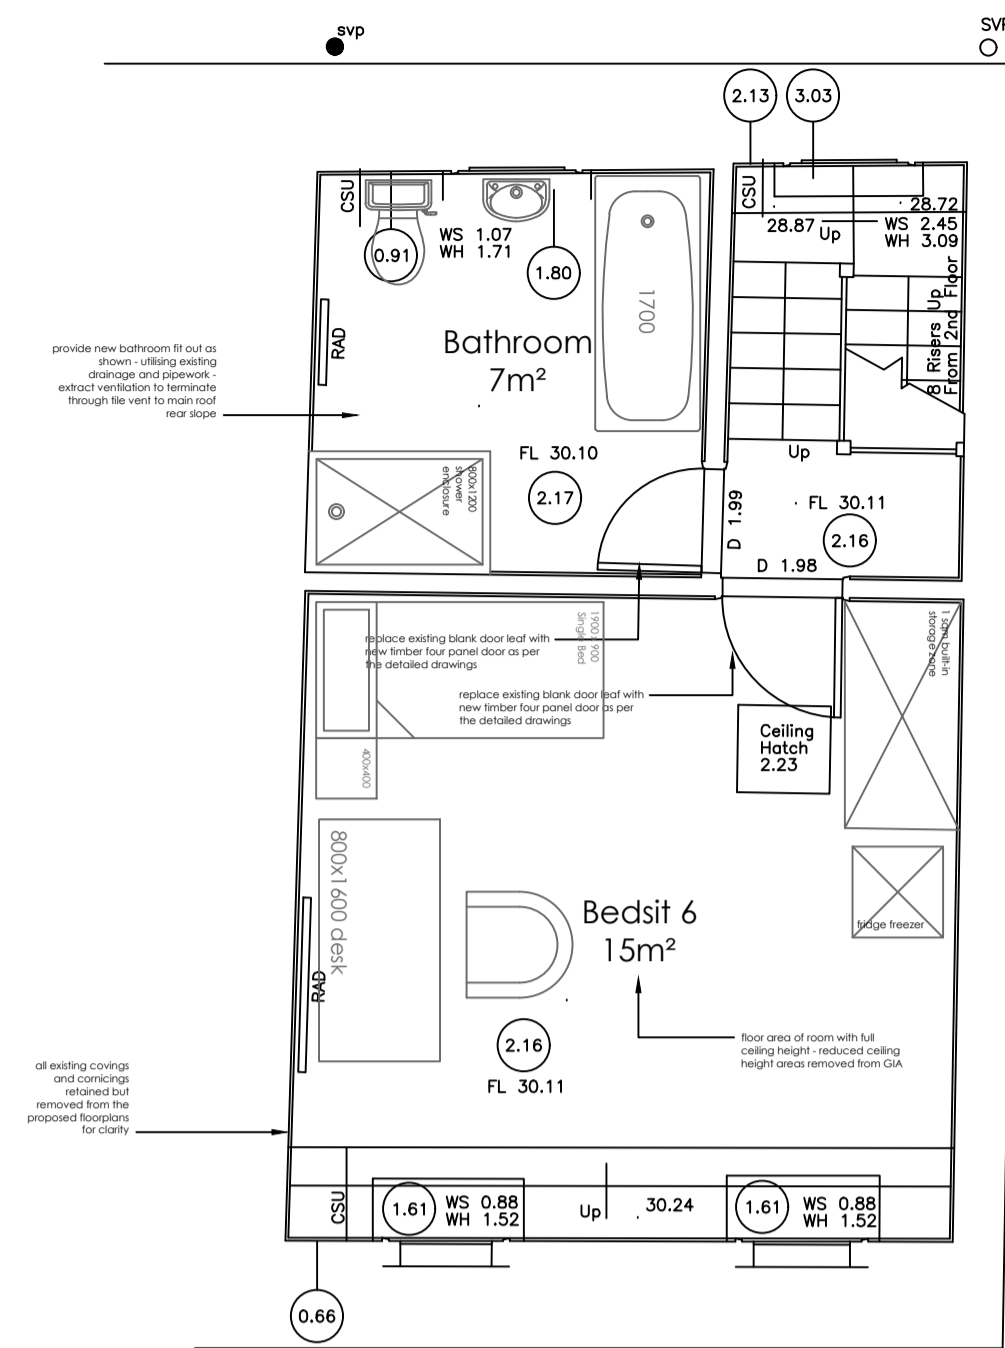 svp
SVP
2.13
3.03
CSU
0.91
WS 1.07
WH 1.71
1.80
1700
RAD
Bathroom
7m²
CSU
28.72
28.87
Up
WS 2.45
WH 3.09
8 Risers Up
From 2nd Floor
provide new bathroom fit out as
shown - utilising existing
drainage and pipework -
extract ventilation to terminate
through tile vent to main roof
rear slope
FL 30.10
2.17
800x1200
shower
enclosure
Up
FL 30.11
2.16
D 1.99
D 1.98
1900 x 900
Single Bed
replace existing blank door leaf with
new timber four panel door as per
the detailed drawings
replace existing blank door leaf with
new timber four panel door as per
the detailed drawings
1 sqm built-in
storage zone
Ceiling
Hatch
2.23
400x400
800x1600 desk
RAD
Bedsit 6
15m²
fridge freezer
2.16
FL 30.11
floor area of room with full
ceiling height - reduced ceiling
height areas removed from GIA
all existing covings
and cornicings
retained but
removed from the
proposed floorplans
for clarity
CSU
1.61
WS 0.88
WH 1.52
Up
30.24
1.61
WS 0.88
WH 1.52
0.66